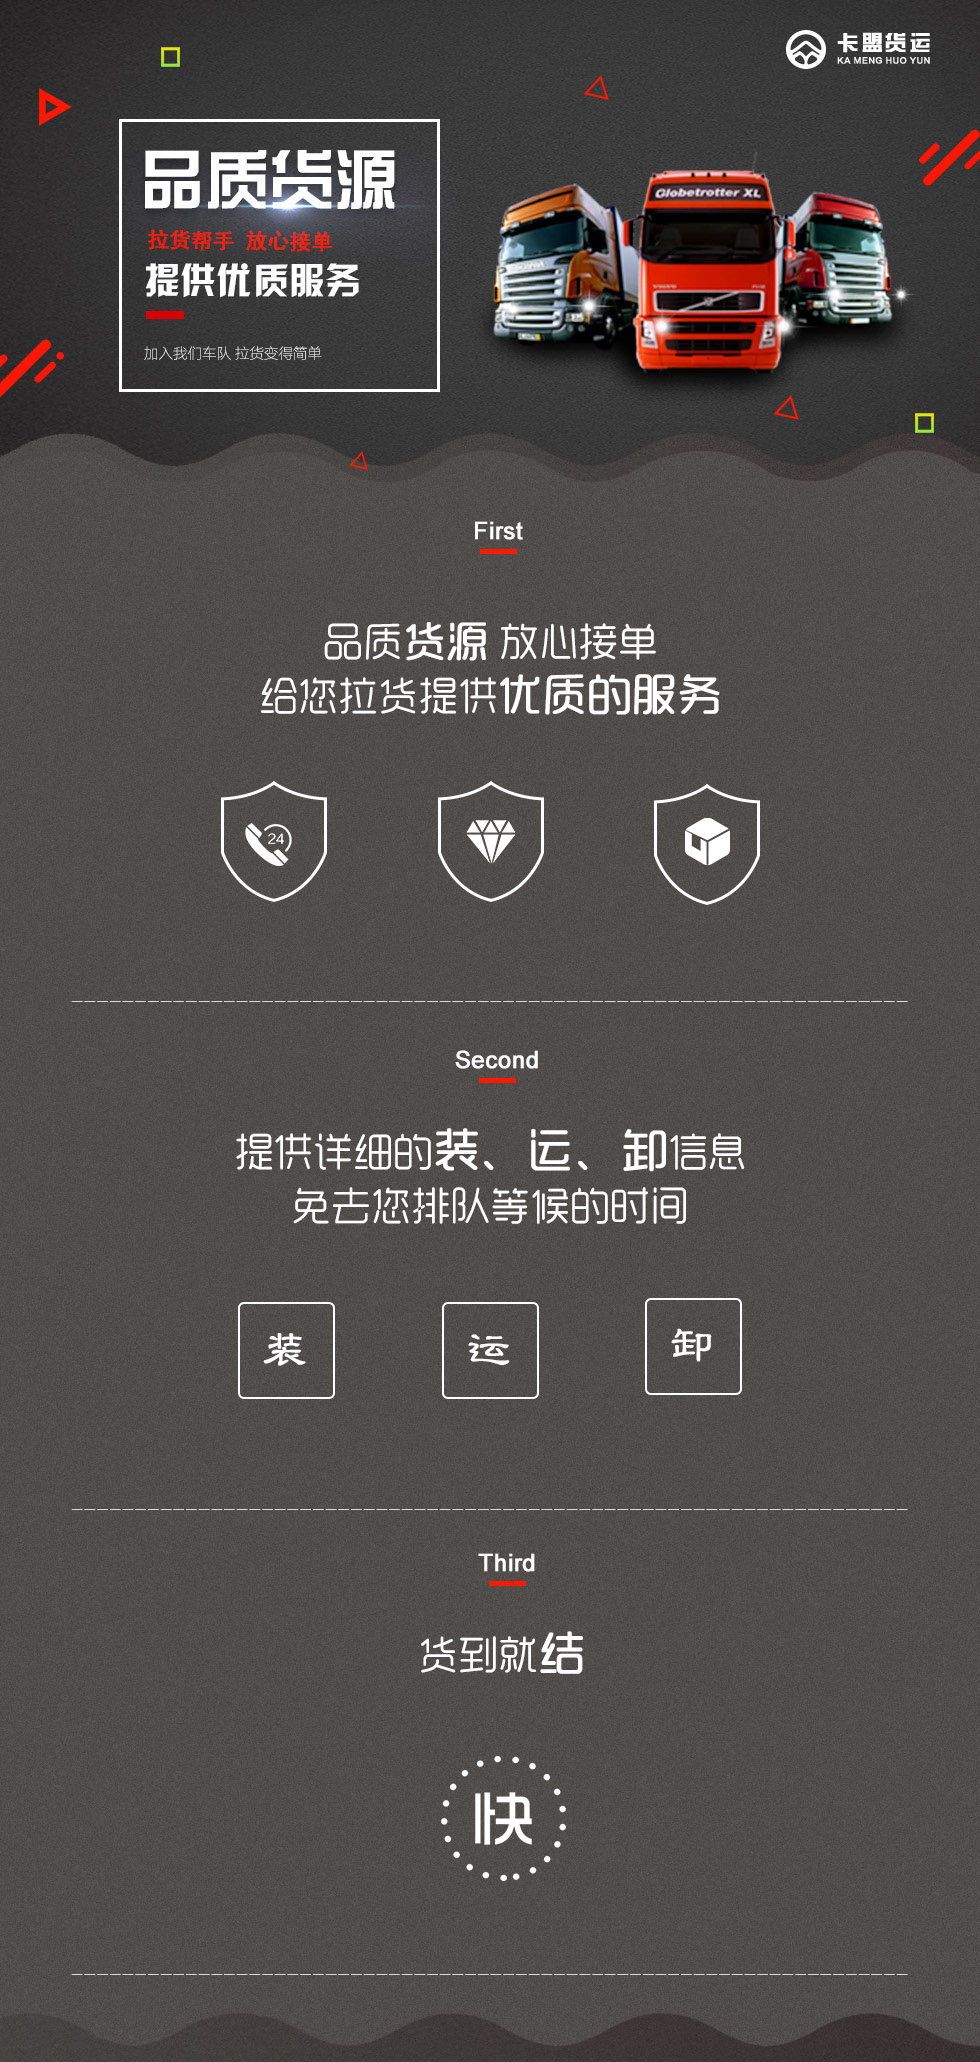 卡盟货运
KA MENG HUO YUN
品质货源
拉货帮手 放心接单
提供优质服务
加入我们车队 拉货变得简单
Globetrotter XL
First
品质货源 放心接单
给您拉货提供优质的服务
24
Second
提供详细的装、运、卸信息
免去您排队等候的时间
装
运
卸
Third
货到就结
快